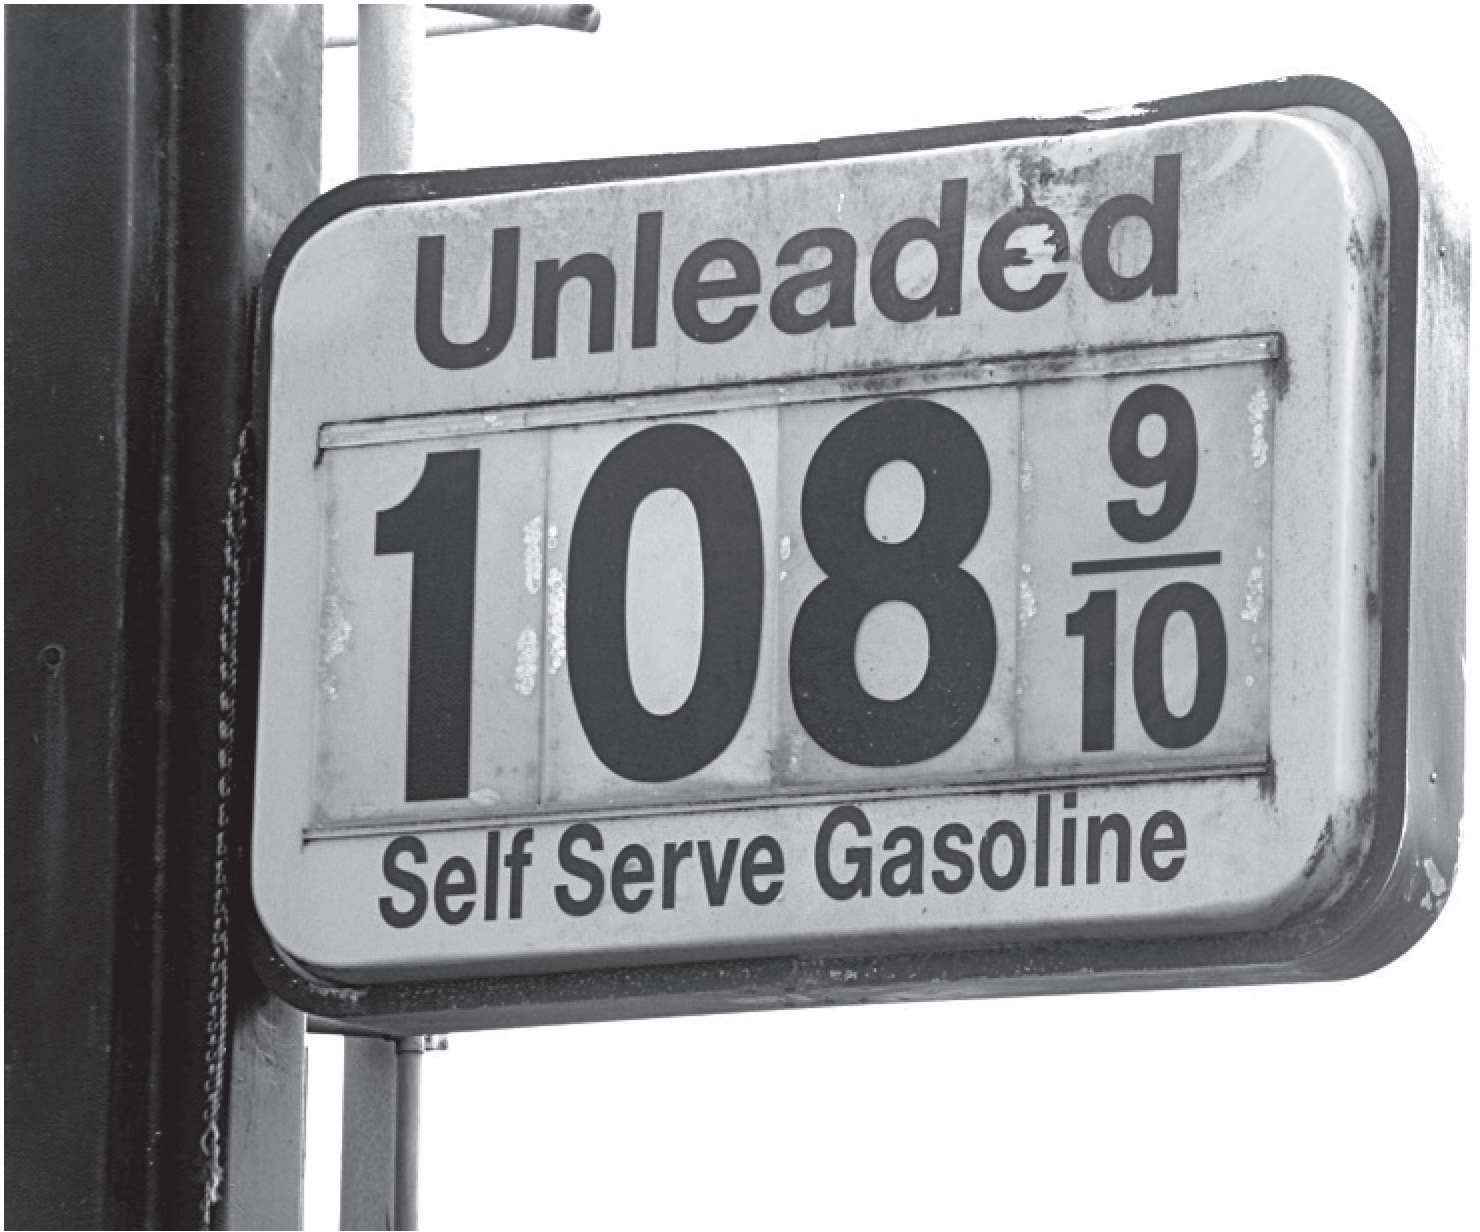 Unleaded
108 9/10
Self Serve Gasoline